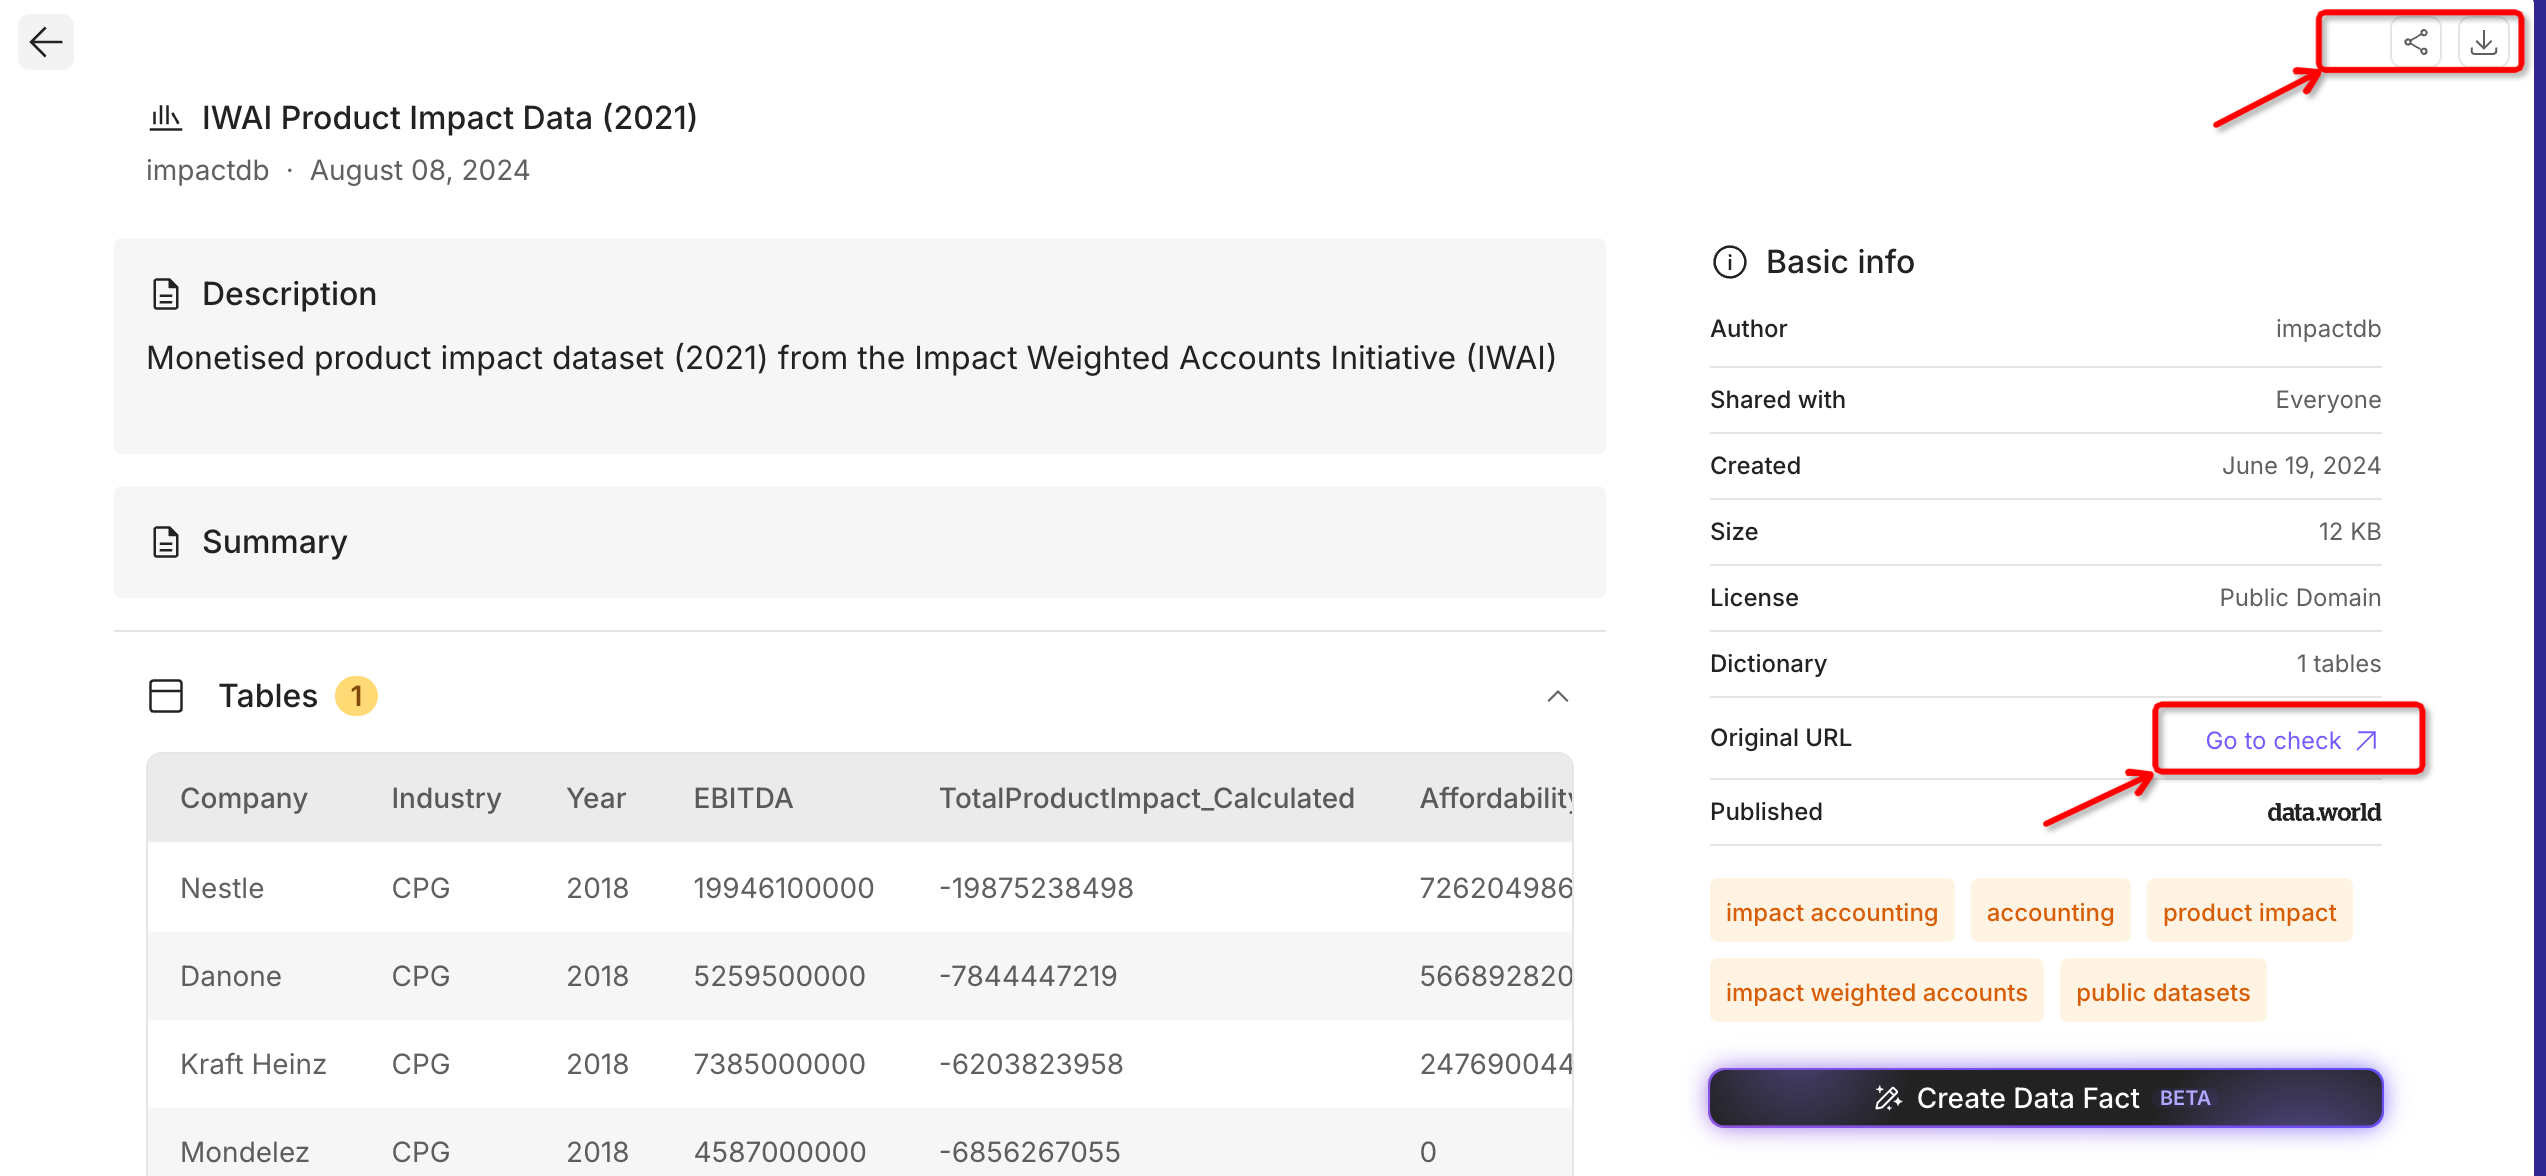 IWAI Product Impact Data (2021)
impactdb · August 08, 2024
Description
Monetised product impact dataset (2021) from the Impact Weighted Accounts Initiative (IWAI)
Summary
Tables 1
Company Industry Year EBITDA TotalProductImpact_Calculated Affordability
Nestle CPG 2018 19946100000 -19875238498 726204986
Danone CPG 2018 5259500000 -7844447219 566892820
Kraft Heinz CPG 2018 7385000000 -6203823958 247690044
Mondelez CPG 2018 4587000000 -6856267055 0
Basic info
Author impactdb
Shared with Everyone
Created June 19, 2024
Size 12 KB
License Public Domain
Dictionary 1 tables
Original URL Go to check
Published data.world
impact accounting accounting product impact
impact weighted accounts public datasets
Create Data Fact BETA